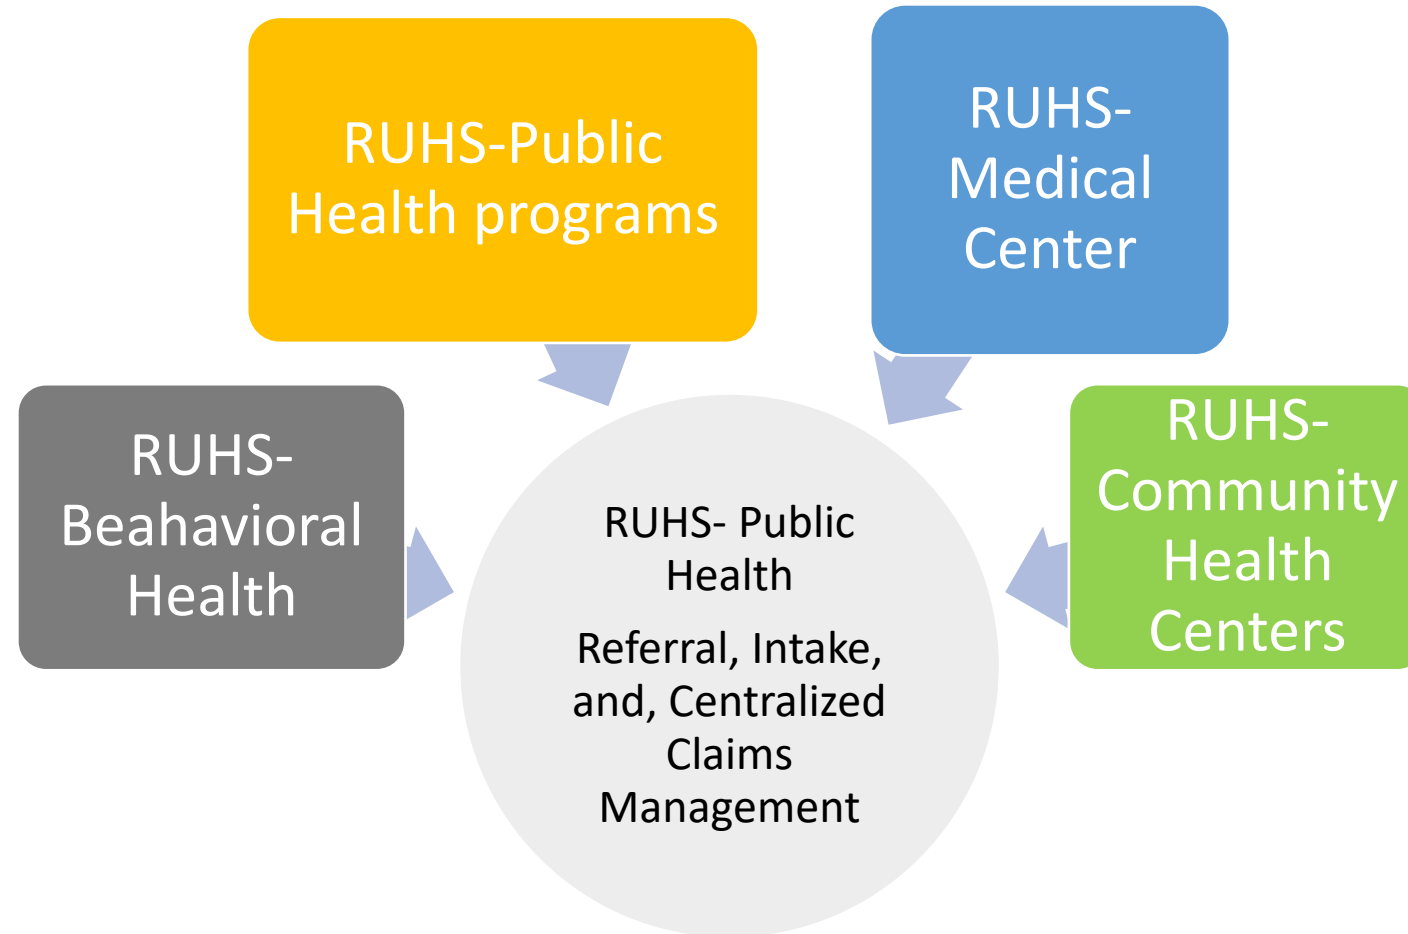 RUHS-Public
Health programs
RUHS-
Medical
Center
RUHS-
Beahavioral
Health
RUHS-
Community
Health
Centers
RUHS- Public
Health
Referral, Intake,
and, Centralized
Claims
Management